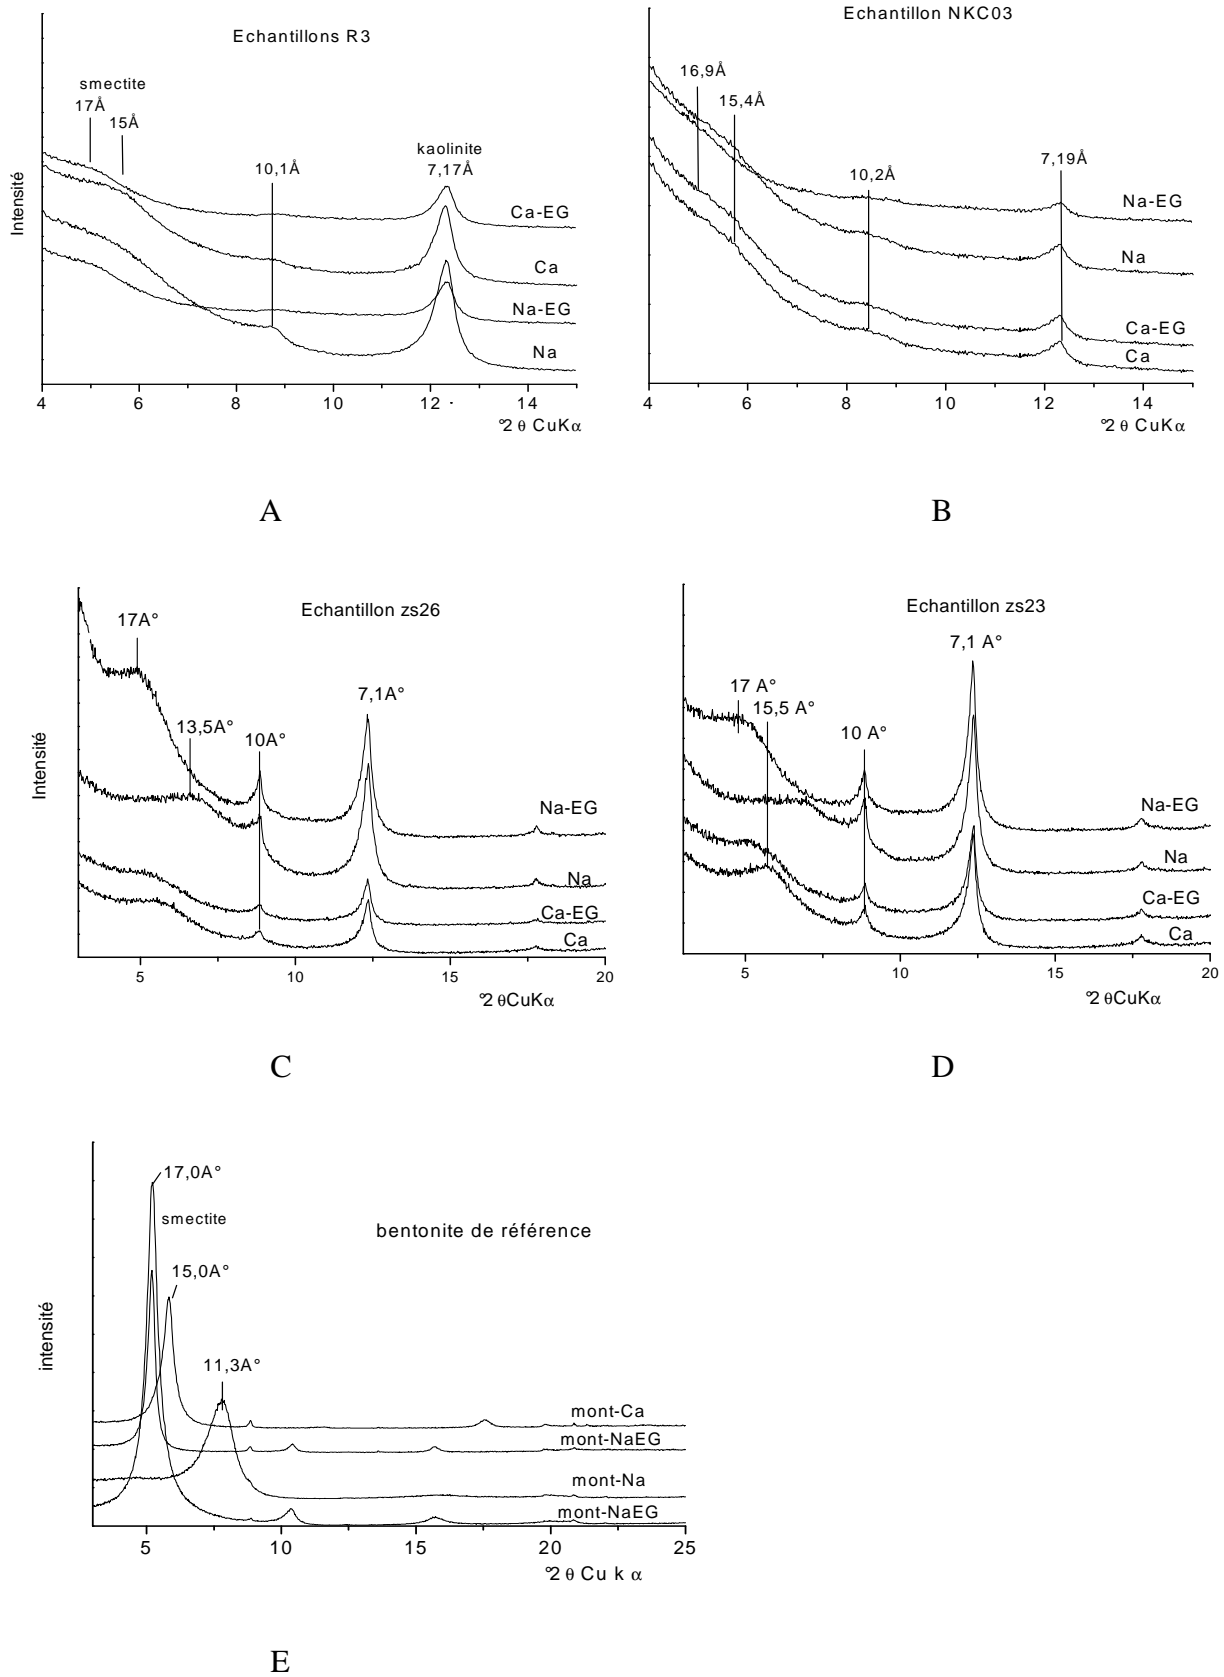 Echantillons R3
smectite
17Å
15Å
10,1Å
kaolinite
7,17Å
Intensité
Ca-EG
Ca
Na-EG
Na
4 6 8 10 12 14
°2 θ CuKα
A
Echantillon NKC03
16,9Å
15,4Å
10,2Å
7,19Å
Na-EG
Na
Ca-EG
Ca
4 6 8 10 12 14
°2 θ CuKα
B
Echantillon zs26
17A°
13,5A°
10A°
7,1A°
Intensité
Na-EG
Na
Ca-EG
Ca
5 10 15 20
°2 θCuKα
C
Echantillon zs23
7,1 A°
17 A°
15,5 A°
10 A°
Na-EG
Na
Ca-EG
Ca
5 10 15 20
°2 θCuKα
D
17,0A°
smectite
bentonite de référence
15,0A°
11,3A°
intensité
mont-Ca
mont-NaEG
mont-Na
mont-NaEG
5 10 15 20 25
°2 θ Cu k α
E